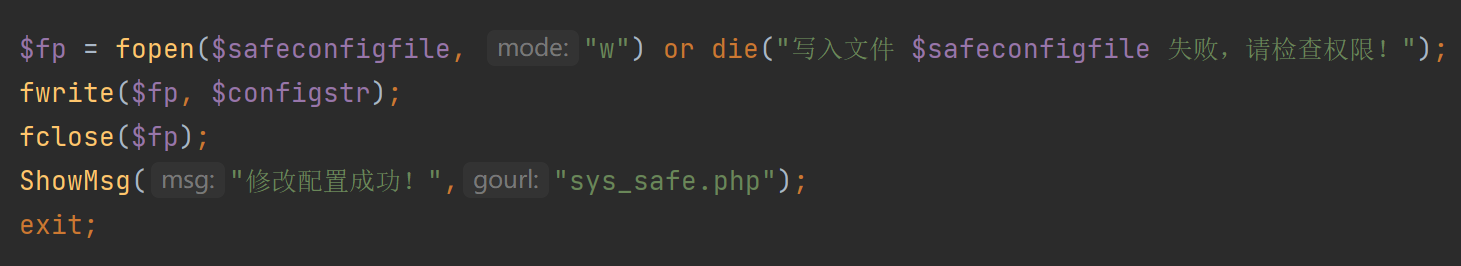 $fp = fopen($safeconfigfile, mode: "w") or die("写入文件 $safeconfigfile 失败，请检查权限！");
fwrite($fp, $configstr);
fclose($fp);
ShowMsg( msg: "修改配置成功！", gourl: "sys_safe.php");
exit;